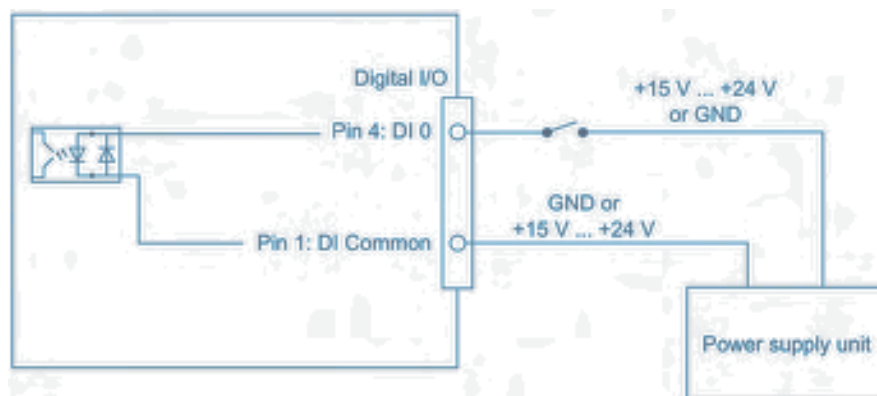 Digital I/O
+15 V ... +24 V
or GND
Pin 4: DI 0
GND or
+15 V ... +24 V
Pin 1: DI Common
Power supply unit